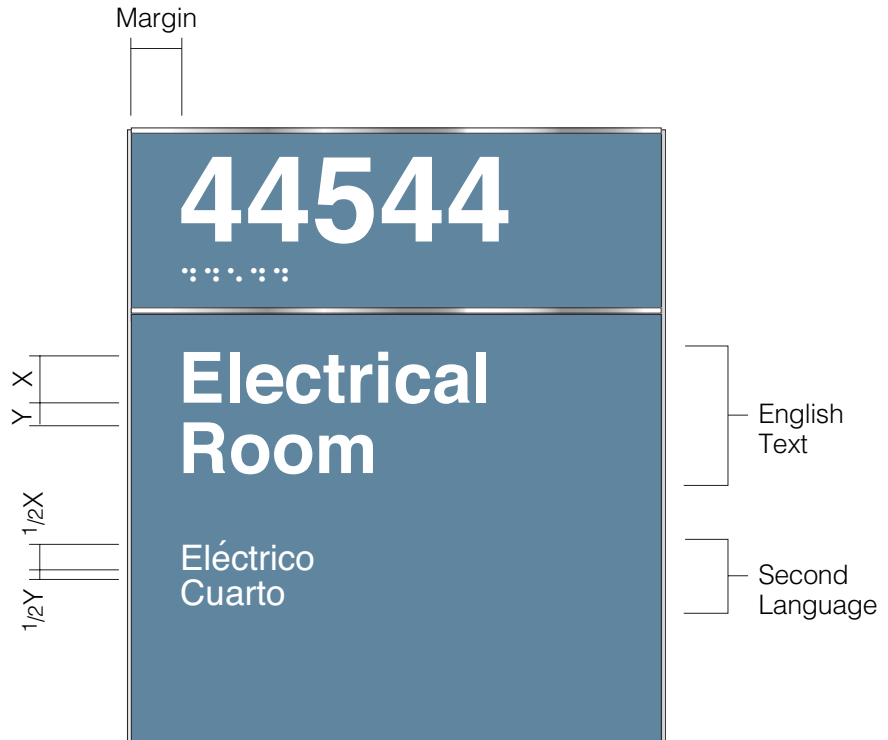 Margin
44544
⠙⠙⠑⠙⠙
X
Y
Electrical
Room
English
Text
1/2X
1/2Y
Eléctrico
Cuarto
Second
Language